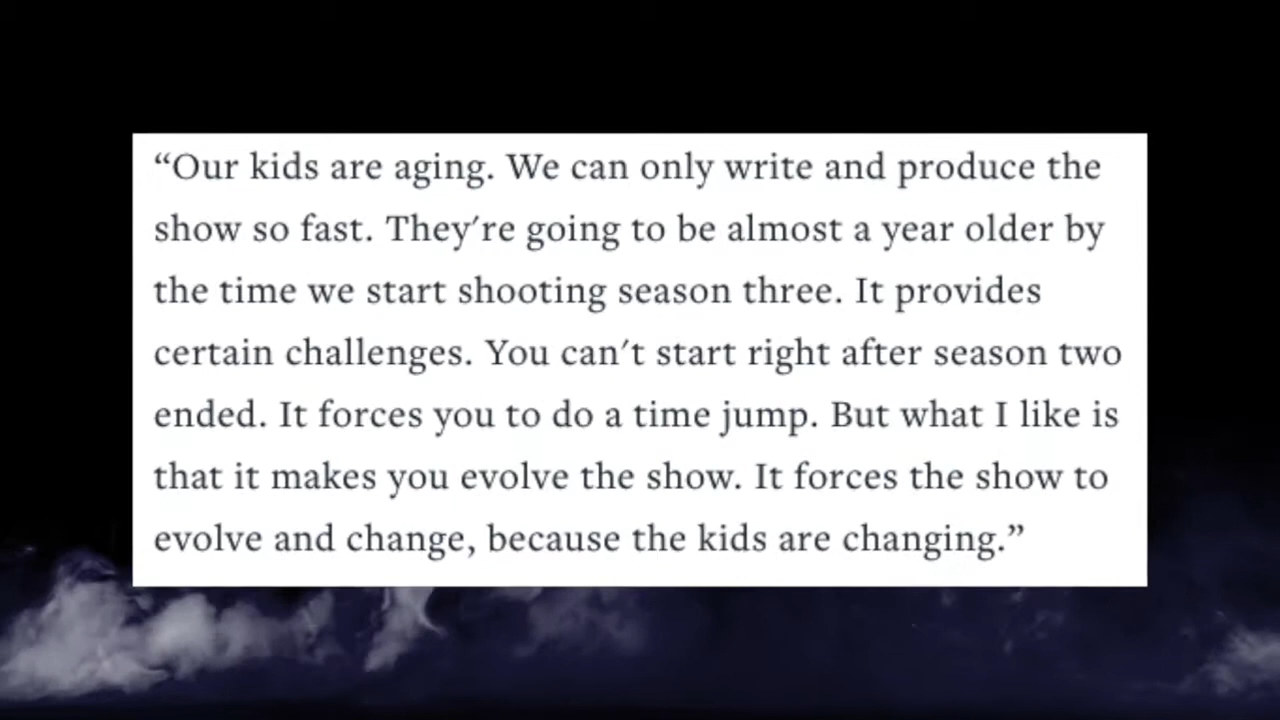 “Our kids are aging. We can only write and produce the
show so fast. They're going to be almost a year older by
the time we start shooting season three. It provides
certain challenges. You can't start right after season two
ended. It forces you to do a time jump. But what I like is
that it makes you evolve the show. It forces the show to
evolve and change, because the kids are changing.”